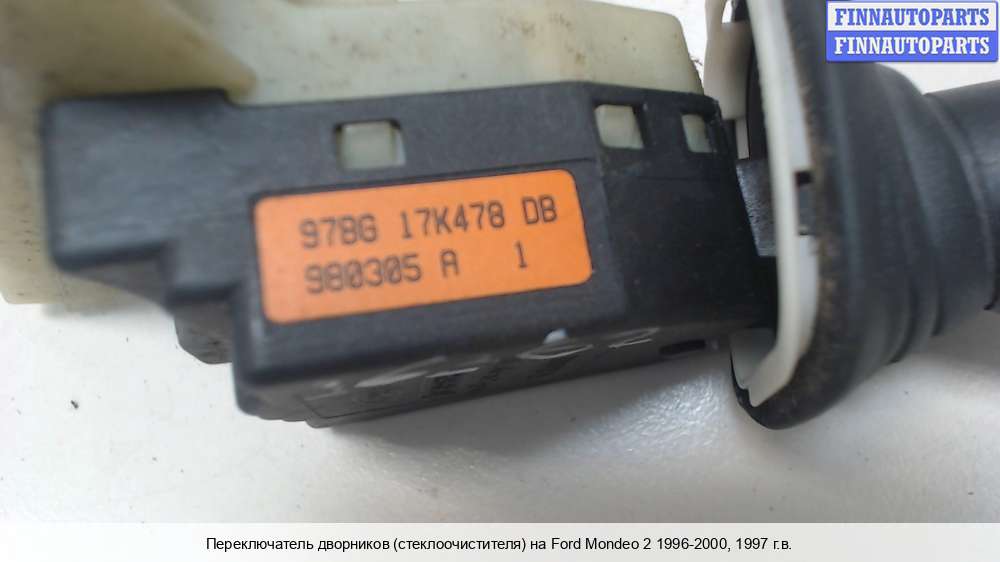 FINNAUTOPARTS
FINNAUTOPARTS
97BG 17K478 DB
980305 A 1
Переключатель дворников (стеклоочистителя) на Ford Mondeo 2 1996-2000, 1997 г.в.